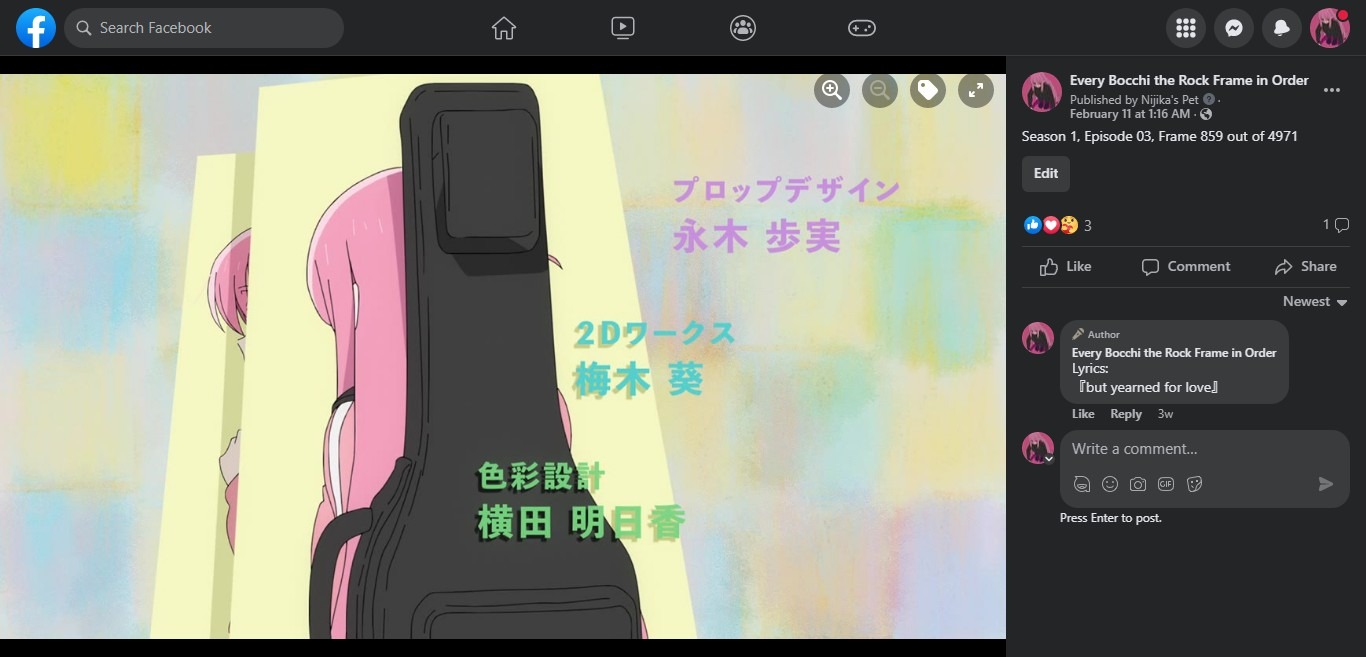 Search Facebook
プロップデザイン
永木 歩実
2Dワークス
梅木 葵
色彩設計
横田 明日香
Every Bocchi the Rock Frame in Order
Published by Nijika's Pet ·
February 11 at 1:16 AM ·
Season 1, Episode 03, Frame 859 out of 4971
Edit
3
1
Like
Comment
Share
Newest
Author
Every Bocchi the Rock Frame in Order
Lyrics:
『but yearned for love』
Like Reply 3w
Write a comment...
GIF
Press Enter to post.